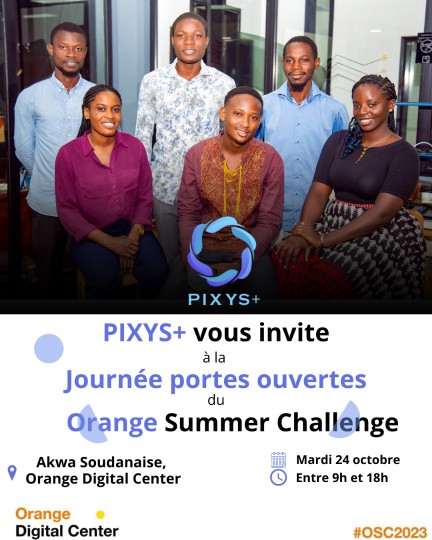 PIXYS+
PIXYS+ vous invite
à la
Journée portes ouvertes
du
Orange Summer Challenge
Akwa Soudanaise,
Orange Digital Center
Mardi 24 octobre
Entre 9h et 18h
Orange
Digital Center
#OSC2023